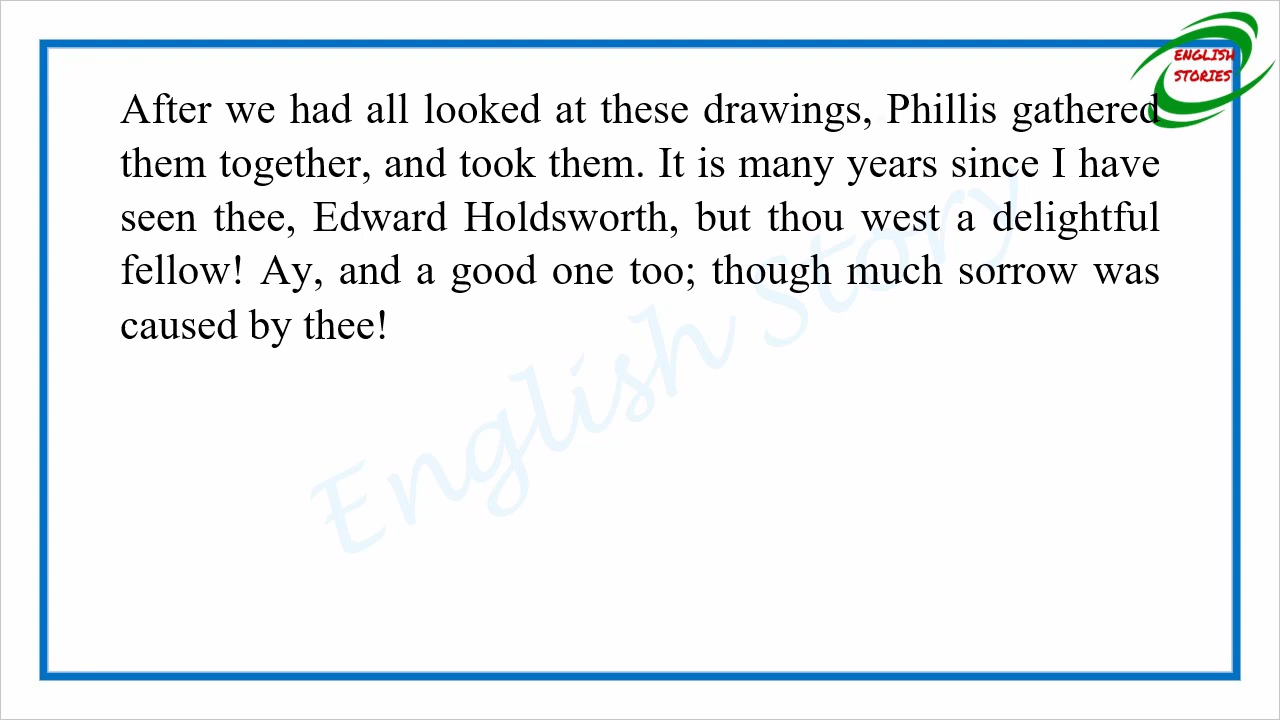 ENGLISH
STORIES
After we had all looked at these drawings, Phillis gathered
them together, and took them. It is many years since I have
seen thee, Edward Holdsworth, but thou west a delightful
fellow! Ay, and a good one too; though much sorrow was
caused by thee!
English Story